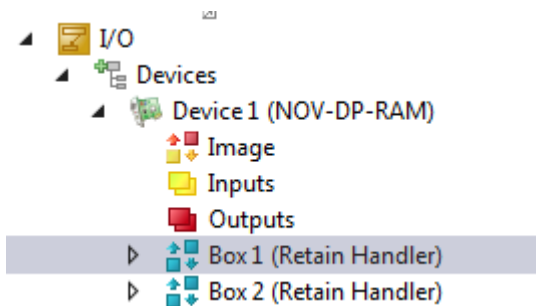 I/O
Devices
Device 1 (NOV-DP-RAM)
Image
Inputs
Outputs
Box 1 (Retain Handler)
Box 2 (Retain Handler)